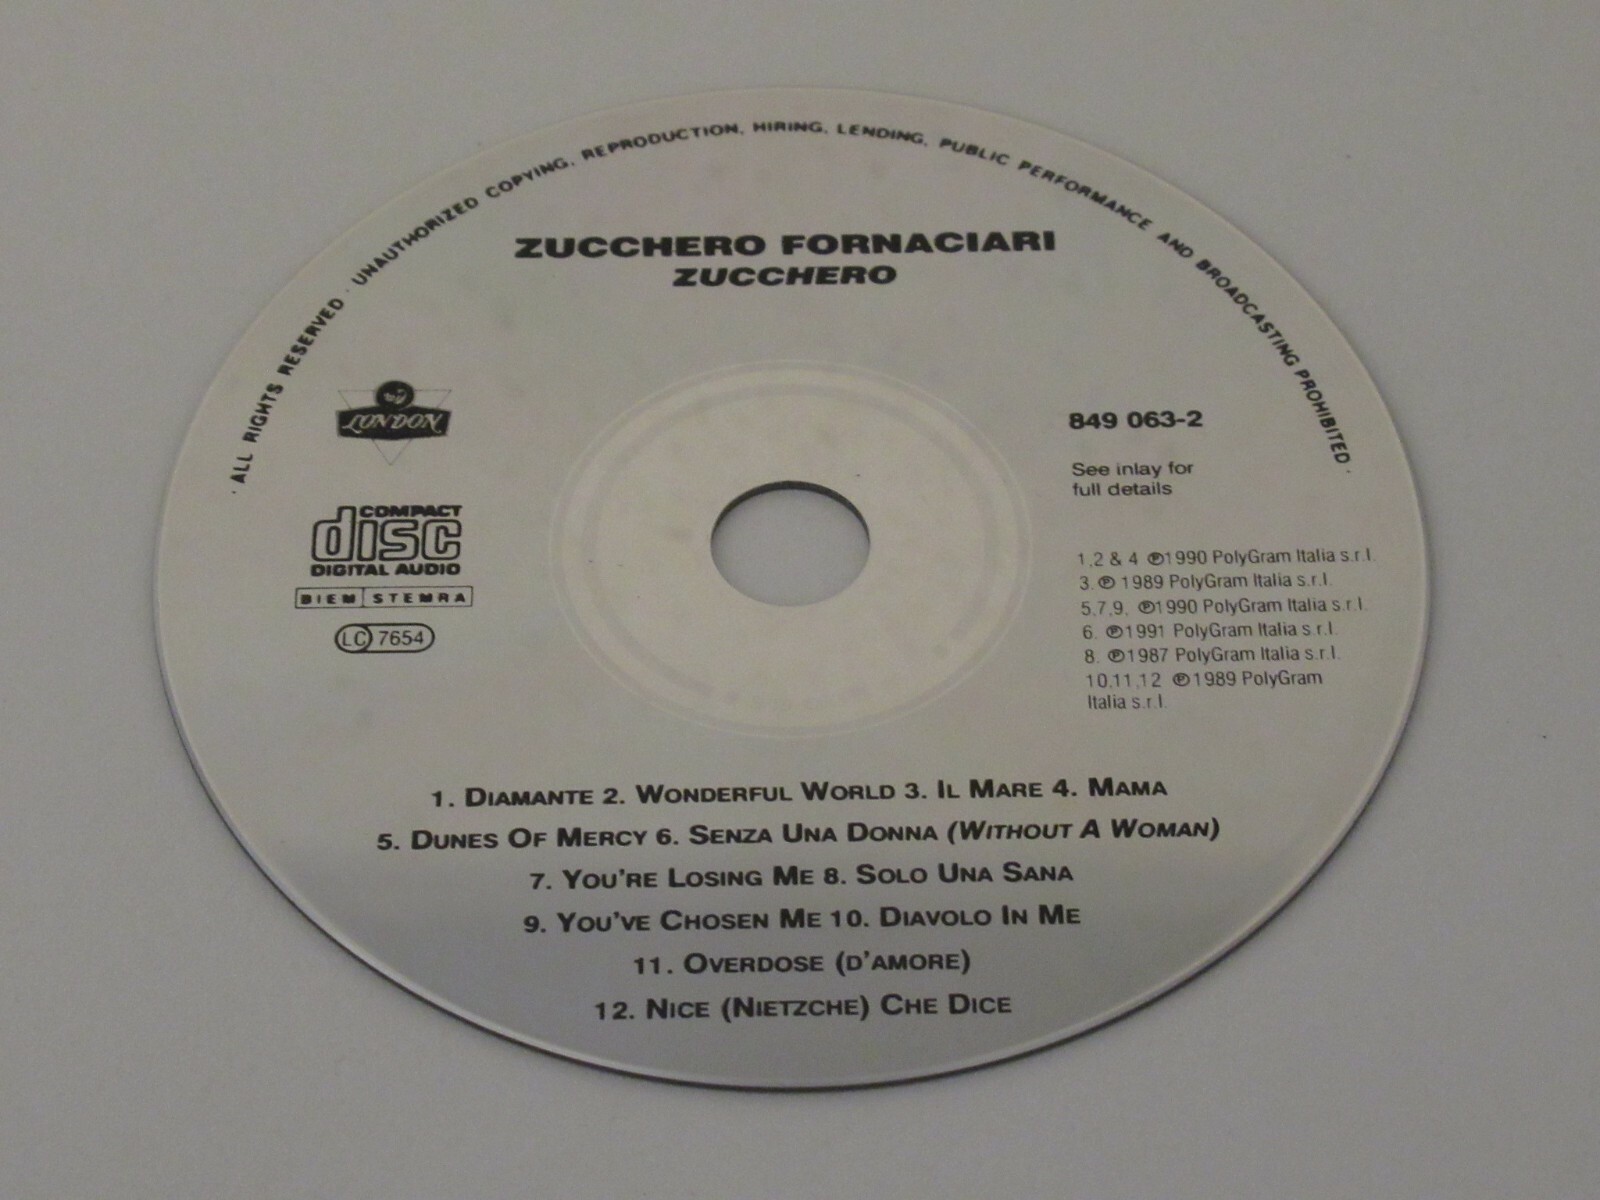 · ALL RIGHTS RESERVED · UNAUTHORIZED COPYING, REPRODUCTION, HIRING, LENDING, PUBLIC PERFORMANCE AND BROADCASTING PROHIBITED ·
ZUCCHERO FORNACIARI
ZUCCHERO
LONDON
849 063-2
See inlay for
full details
COMPACT
disc
DIGITAL AUDIO
BIEM STEMRA
LC 7654
1,2 & 4 ℗1990 PolyGram Italia s.r.l.
3. ℗ 1989 PolyGram Italia s.r.l.
5,7,9, ℗1990 PolyGram Italia s.r.l.
6. ℗1991 PolyGram Italia s.r.l.
8. ℗1987 PolyGram Italia s.r.l.
10,11,12 ℗1989 PolyGram
Italia s.r.l.
1. DIAMANTE 2. WONDERFUL WORLD 3. IL MARE 4. MAMA
5. DUNES OF MERCY 6. SENZA UNA DONNA (WITHOUT A WOMAN)
7. YOU'RE LOSING ME 8. SOLO UNA SANA
9. YOU'VE CHOSEN ME 10. DIAVOLO IN ME
11. OVERDOSE (D'AMORE)
12. NICE (NIETZCHE) CHE DICE